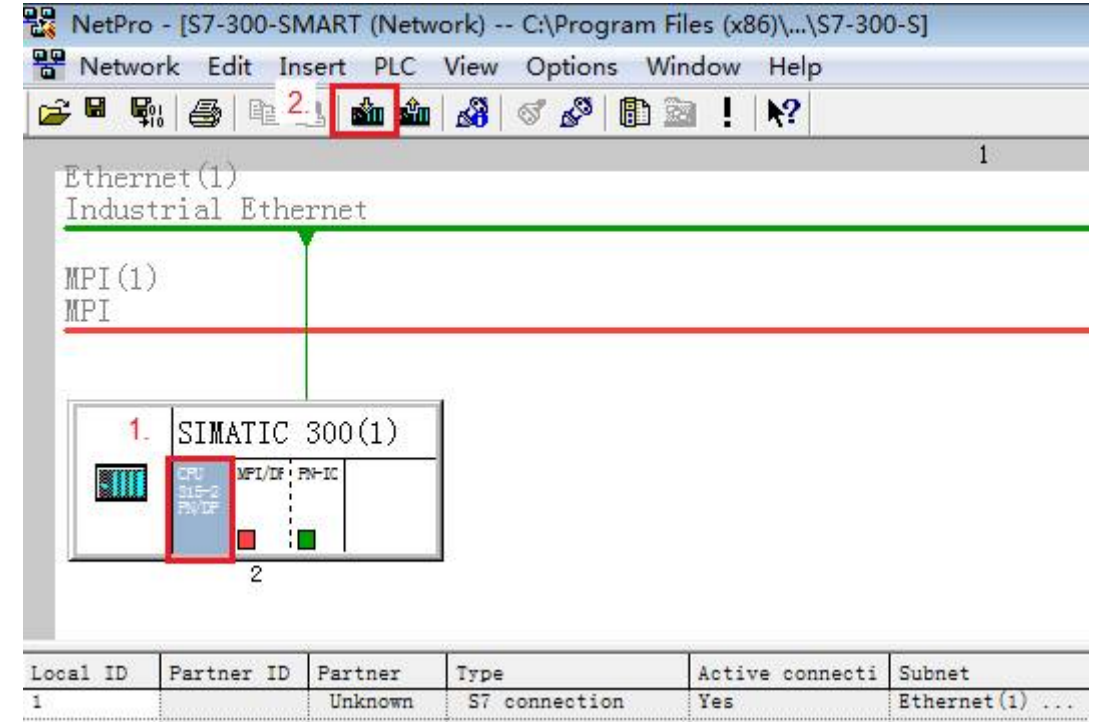 NetPro - [S7-300-SMART (Network) -- C:\Program Files (x86)\...\S7-300-S]
Network Edit Insert PLC View Options Window Help
2.
1
Ethernet(1)
Industrial Ethernet
MPI(1)
MPI
1. SIMATIC 300(1)
CPU MPI/DP PN-IO
315-2
PN/DP
2
Local ID Partner ID Partner Type Active connecti Subnet
1 Unknown S7 connection Yes Ethernet(1) ...